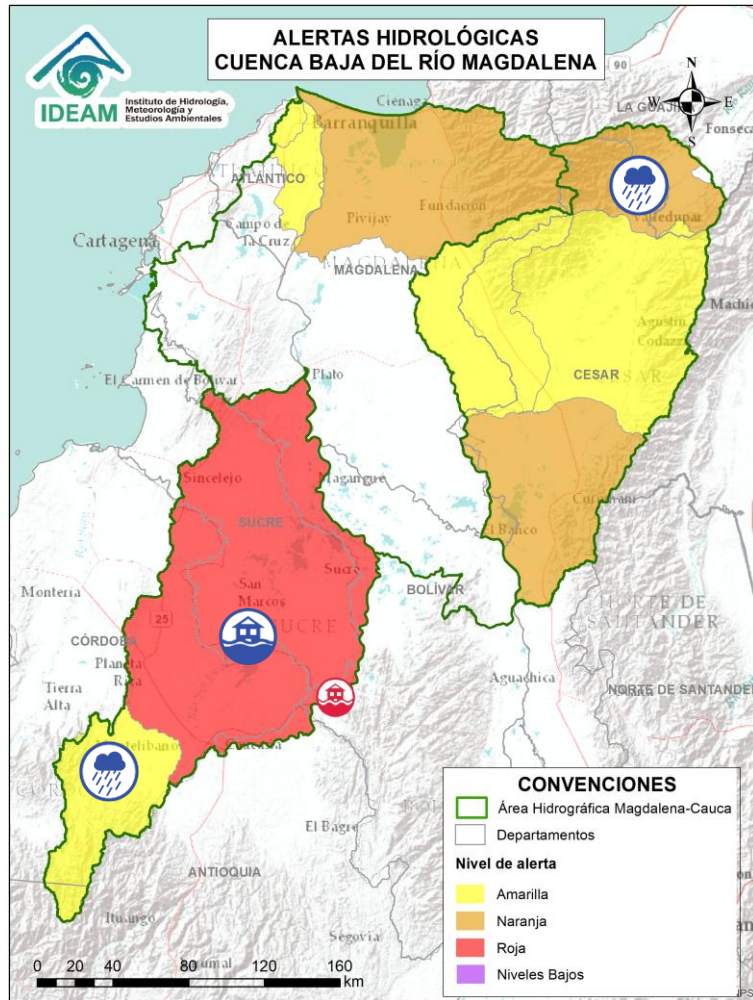 ALERTAS HIDROLÓGICAS
CUENCA BAJA DEL RÍO MAGDALENA
IDEAM
Instituto de Hidrología,
Meteorología y
Estudios Ambientales
90
N
W
E
S
LA GUAJI
Fonseca
Ciénaga
Barranquilla
ATLÁNTICO
Campo de
la Cruz
Cartagena
Pivijay
Fundación
Valledupar
MAGDALENA
MAGDALENA
Agustín
Codazzi
CESAR
El Carmen de Bolívar
Plato
Sincelejo
Magangue
SUCRE
Sucre
San
Marcos
SUCRE
El Banco
BOLÍVAR
NORTE DE
SANTANDER
Montería
25
CÓRDOBA
Planeta
Rica
Tierra
Alta
Aguachica
NORTE DE SANTANDER
El Bagre
ANTIOQUIA
Ituango
Segovia
0 20 40 80 120 160
km
CONVENCIONES
Área Hidrográfica Magdalena-Cauca
Departamentos
Nivel de alerta
Amarilla
Naranja
Roja
Niveles Bajos